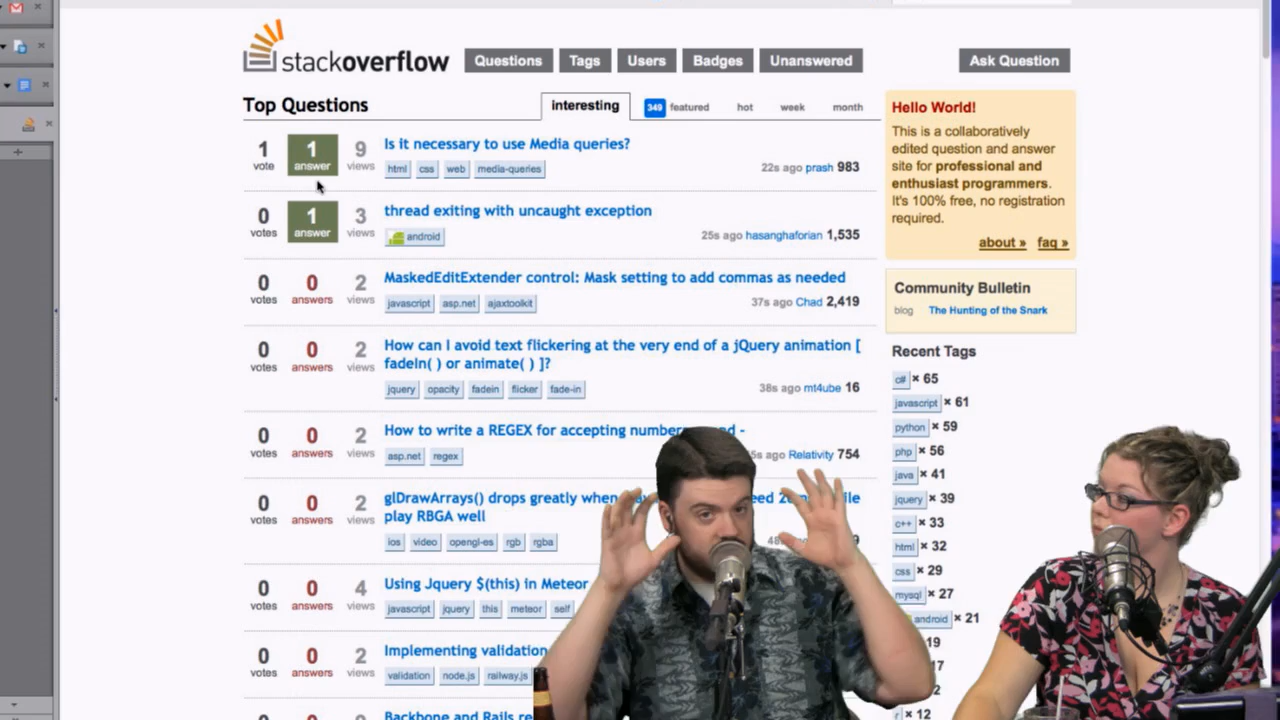 stackoverflow
Questions
Tags
Users
Badges
Unanswered
Ask Question
Top Questions
interesting
349 featured
hot
week
month
1 vote
1 answer
9 views
Is it necessary to use Media queries?
html css web media-queries
22s ago prash 983
0 votes
1 answer
3 views
thread exiting with uncaught exception
android
25s ago hasanghaforian 1,535
0 votes
0 answers
2 views
MaskedEditExtender control: Mask setting to add commas as needed
javascript asp.net ajaxtoolkit
37s ago Chad 2,419
0 votes
0 answers
2 views
How can I avoid text flickering at the very end of a jQuery animation [
fadeIn( ) or animate( ) ]?
jquery opacity fadein flicker fade-in
38s ago mt4ube 16
0 votes
0 answers
2 views
How to write a REGEX for accepting number -
asp.net regex
ago Relativity 754
0 votes
0 answers
2 views
glDrawArrays() drops greatly when
play RBGA well
ios video opengl-es rgb rgba
0 votes
0 answers
4 views
Using Jquery $(this) in Meteor
javascript jquery this meteor self
0 votes
0 answers
2 views
Implementing validation
validation node.js railway.js
Backbone and Rails
Hello World!
This is a collaboratively
edited question and answer
site for professional and
enthusiast programmers.
It's 100% free, no registration
required.
about » faq »
Community Bulletin
blog The Hunting of the Snark
Recent Tags
c# × 65
javascript × 61
python × 59
php × 56
java × 41
jquery × 39
c++ × 33
html × 32
css × 29
mysql × 27
android × 21
r × 12